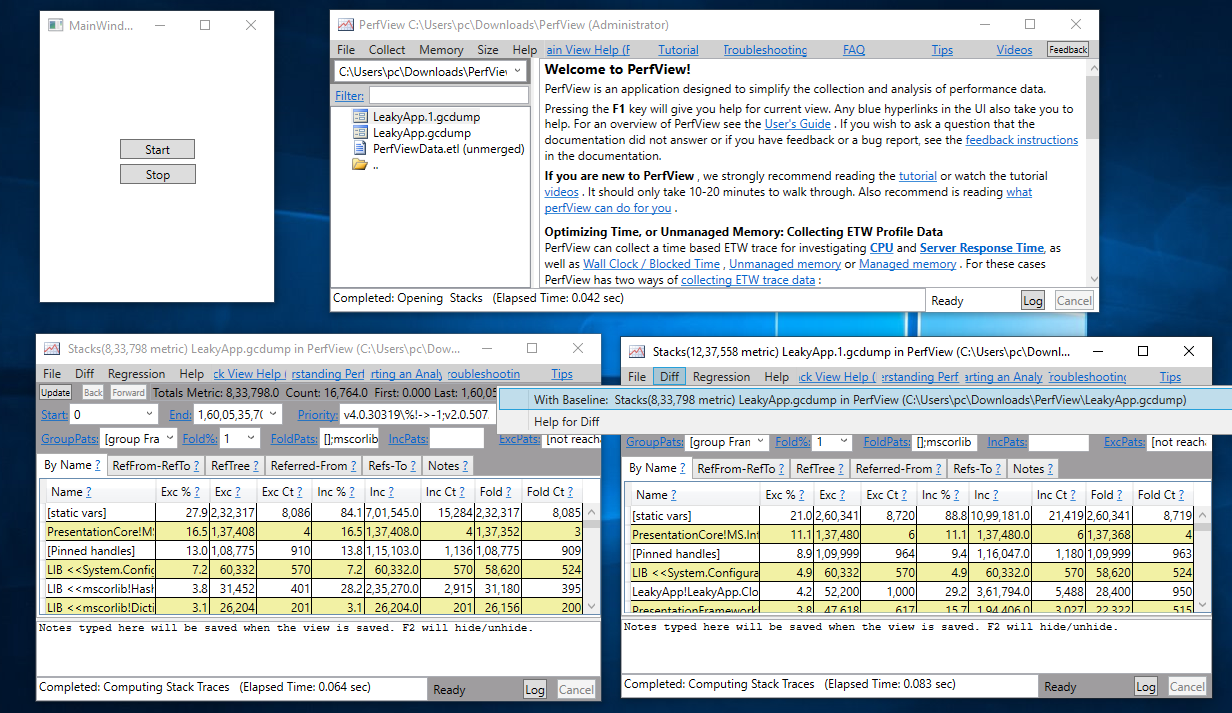 MainWind...
Start
Stop
PerfView C:\Users\pc\Downloads\PerfView (Administrator)
File Collect Memory Size Help ain View Help (F Tutorial Troubleshooting FAQ Tips Videos Feedback
C:\Users\pc\Downloads\PerfView
Filter:
LeakyApp.1.gcdump
LeakyApp.gcdump
PerfViewData.etl (unmerged)
..
Welcome to PerfView!
PerfView is an application designed to simplify the collection and analysis of performance data.
Pressing the F1 key will give you help for current view. Any blue hyperlinks in the UI also take you to
help. For an overview of PerfView see the User's Guide . If you wish to ask a question that the
documentation did not answer or if you have feedback or a bug report, see the feedback instructions
in the documentation.
If you are new to PerfView , we strongly recommend reading the tutorial or watch the tutorial
videos . It should only take 10-20 minutes to walk through. Also recommend is reading what
perfView can do for you .
Optimizing Time, or Unmanaged Memory: Collecting ETW Profile Data
PerfView can collect a time based ETW trace for investigating CPU and Server Response Time, as
well as Wall Clock / Blocked Time , Unmanaged memory or Managed memory . For these cases
PerfView has two ways of collecting ETW trace data :
Completed: Opening Stacks (Elapsed Time: 0.042 sec) Ready Log Cancel
Stacks(8,33,798 metric) LeakyApp.gcdump in PerfView (C:\Users\pc\Dow...
File Diff Regression Help ck View Help ( rstanding Perf rting an Analy roubleshooting Tips
Update Back Forward Totals Metric: 8,33,798.0 Count: 16,764.0 First: 0.000 Last: 1,60,05
Start: 0 End: 1,60,05,35,70 Priority: v4.0.30319\%!->-1;v2.0.507
GroupPats: [group Fra Fold%: 1 FoldPats: [];mscorlib IncPats: ExcPats: [not reach
By Name ? RefFrom-RefTo ? RefTree ? Referred-From ? Refs-To ? Notes ?
Name ? Exc % ? Exc ? Exc Ct ? Inc % ? Inc ? Inc Ct ? Fold ? Fold Ct ?
[static vars] 27.9 2,32,317 8,086 84.1 7,01,545.0 15,284 2,32,317 8,085
PresentationCore!MS 16.5 1,37,408 4 16.5 1,37,408.0 4 1,37,352 3
[Pinned handles] 13.0 1,08,775 910 13.8 1,15,103.0 1,136 1,08,775 909
LIB <<System.Config 7.2 60,332 570 7.2 60,332.0 570 58,620 524
LIB <<mscorlib!Hash 3.8 31,452 401 28.2 2,35,270.0 2,915 31,180 395
LIB <<mscorlib!Dicti 3.1 26,204 201 3.1 26,204.0 201 26,156 200
Notes typed here will be saved when the view is saved. F2 will hide/unhide.
Completed: Computing Stack Traces (Elapsed Time: 0.064 sec) Ready Log Cancel
Stacks(12,37,558 metric) LeakyApp.1.gcdump in PerfView (C:\Users\pc\Downl...
File Diff Regression Help ck View Help ( rstanding Perf arting an Analy roubleshooting Tips
With Baseline: Stacks(8,33,798 metric) LeakyApp.gcdump in PerfView (C:\Users\pc\Downloads\PerfView\LeakyApp.gcdump)
Help for Diff
GroupPats: [group Fran Fold%: 1 FoldPats: [];mscorlib IncPats: ExcPats: [not reacha
By Name ? RefFrom-RefTo ? RefTree ? Referred-From ? Refs-To ? Notes ?
Name ? Exc % ? Exc ? Exc Ct ? Inc % ? Inc ? Inc Ct ? Fold ? Fold Ct ?
[static vars] 21.0 2,60,341 8,720 88.8 10,99,181.0 21,419 2,60,341 8,719
PresentationCore!MS.Int 11.1 1,37,480 6 11.1 1,37,480.0 6 1,37,368 4
[Pinned handles] 8.9 1,09,999 964 9.4 1,16,047.0 1,180 1,09,999 963
LIB <<System.Configura 4.9 60,332 570 4.9 60,332.0 570 58,620 524
LeakyApp!LeakyApp.Clo 4.2 52,200 1,000 29.2 3,61,794.0 5,488 28,400 950
PresentationFramework 3.8 47,618 617 15.7 1,94,406.0 3,027 22,322 515
Notes typed here will be saved when the view is saved. F2 will hide/unhide.
Completed: Computing Stack Traces (Elapsed Time: 0.083 sec) Ready Log Cancel